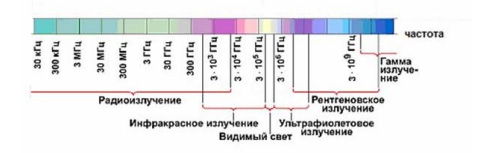 частота
30 кГц
300 кГц
3 МГц
30 МГц
300 МГц
3 ГГц
30 ГГц
300 ГГц
3 · 10³ ГГц
3 · 10⁴ ГГц
3 · 10⁵ ГГц
3 · 10⁶ ГГц
3 · 10⁹ ГГц
Гамма
излуче-
ние
Радиоизлучение
Рентгеновское
излучение
Инфракрасное излучение
Ультрафиолетовое
излучение
Видимый свет